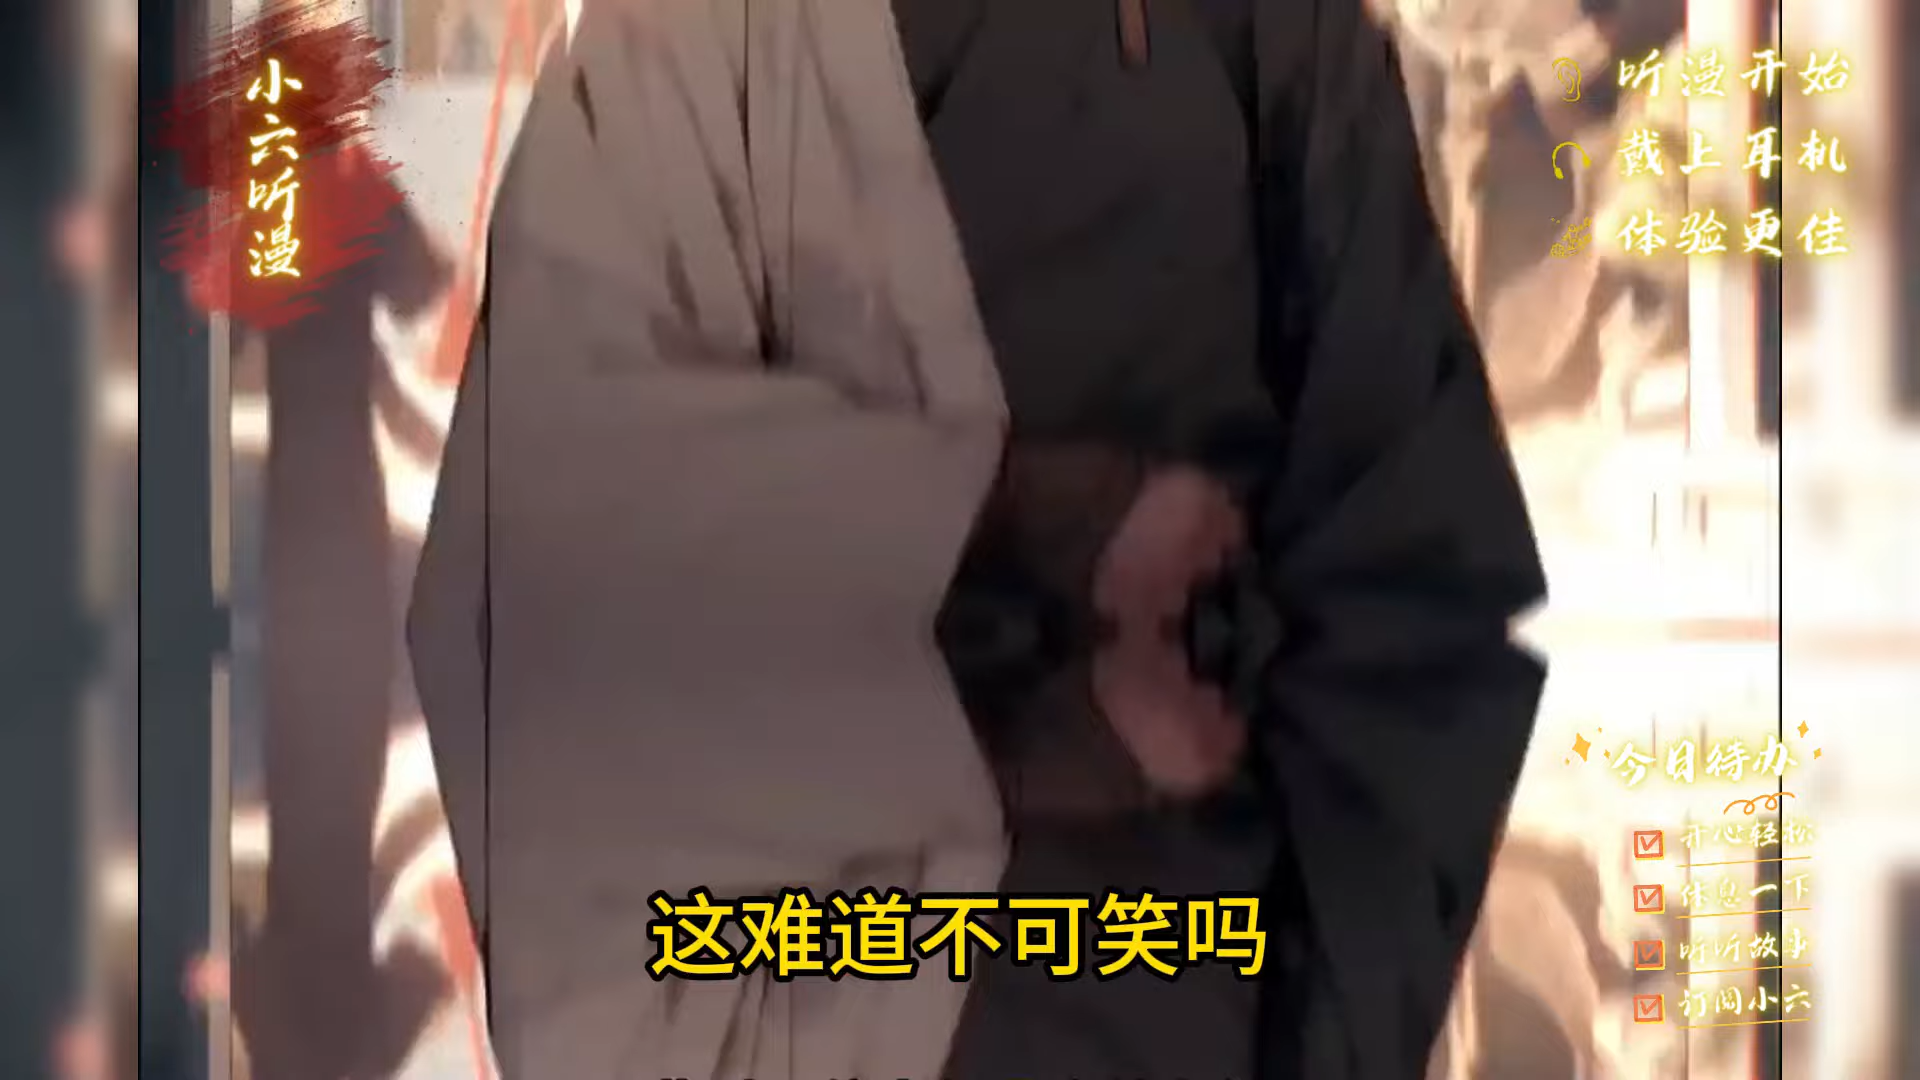 小六听漫
听漫开始
戴上耳机
体验更佳
今日待办
开心轻松
休息一下
听听故事
订阅小六
这难道不可笑吗